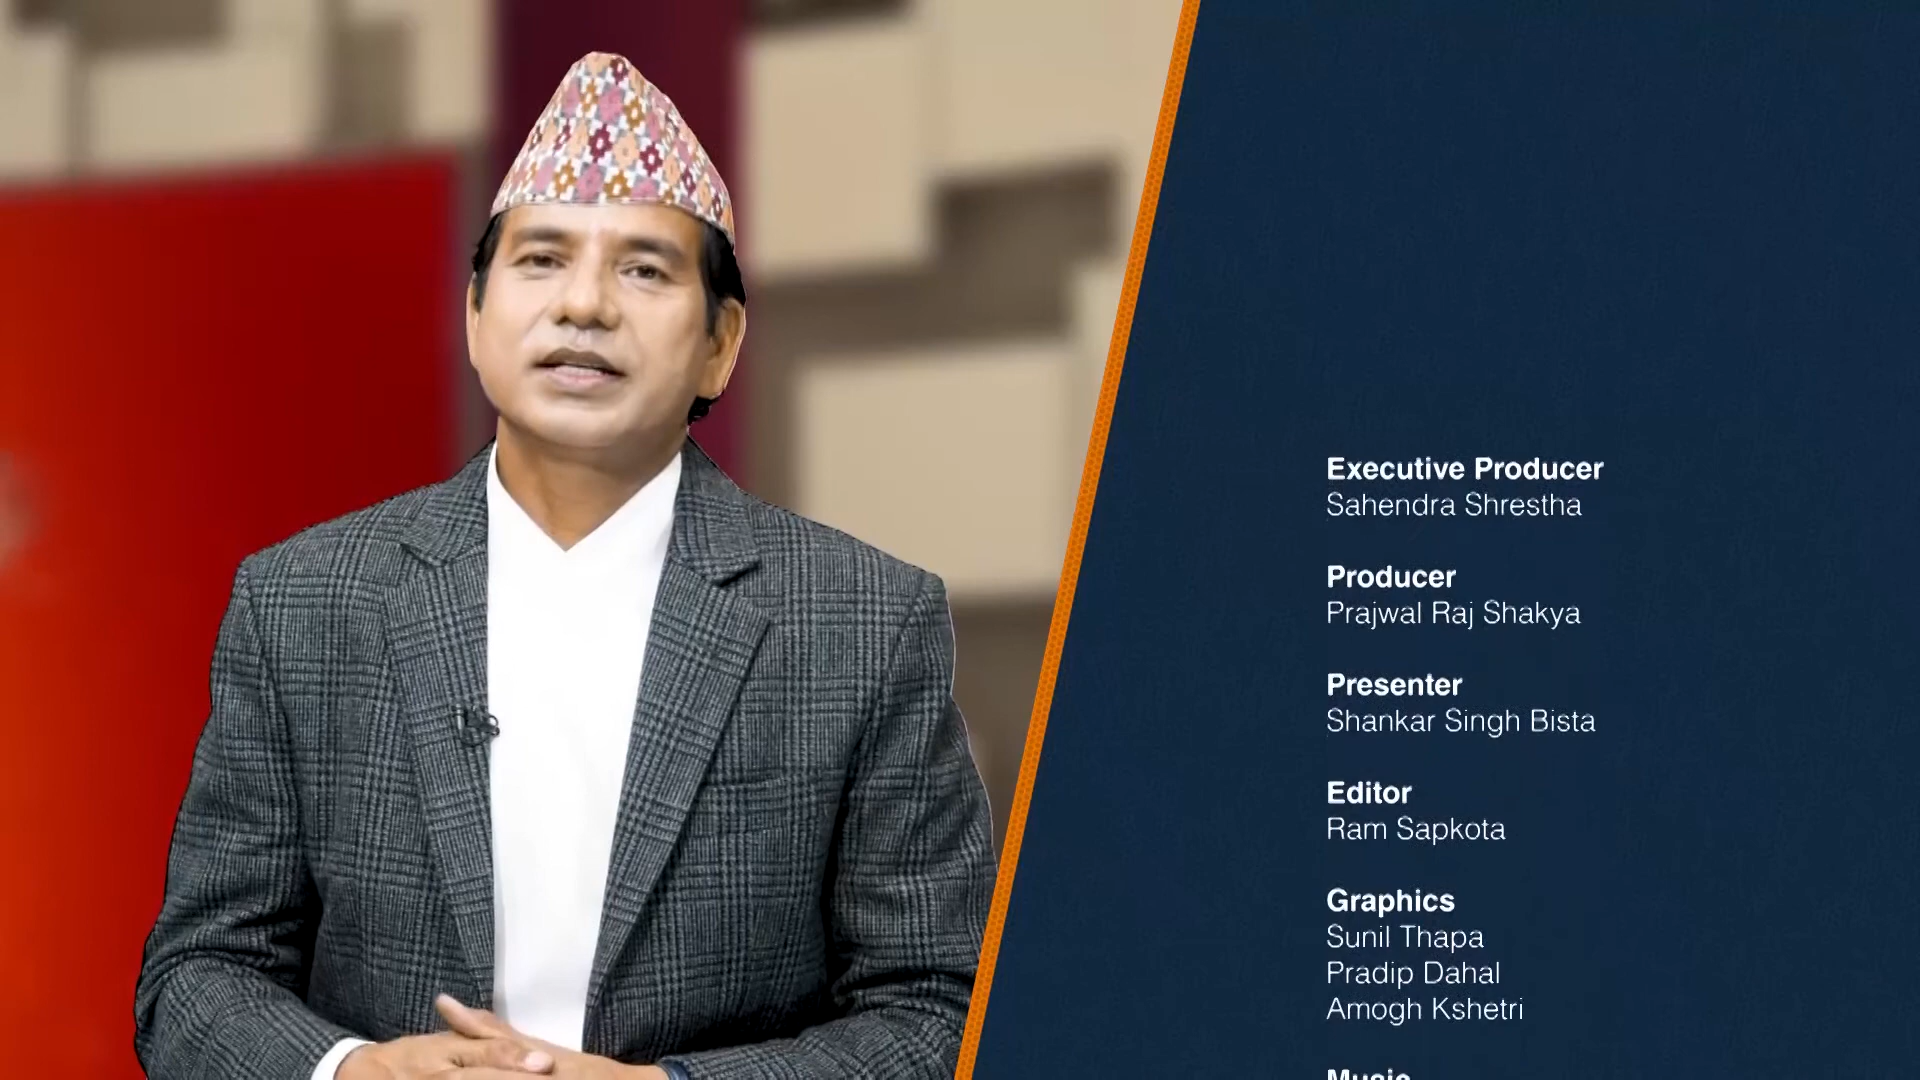 Executive Producer
Sahendra Shrestha
Producer
Prajwal Raj Shakya
Presenter
Shankar Singh Bista
Editor
Ram Sapkota
Graphics
Sunil Thapa
Pradip Dahal
Amogh Kshetri
Music